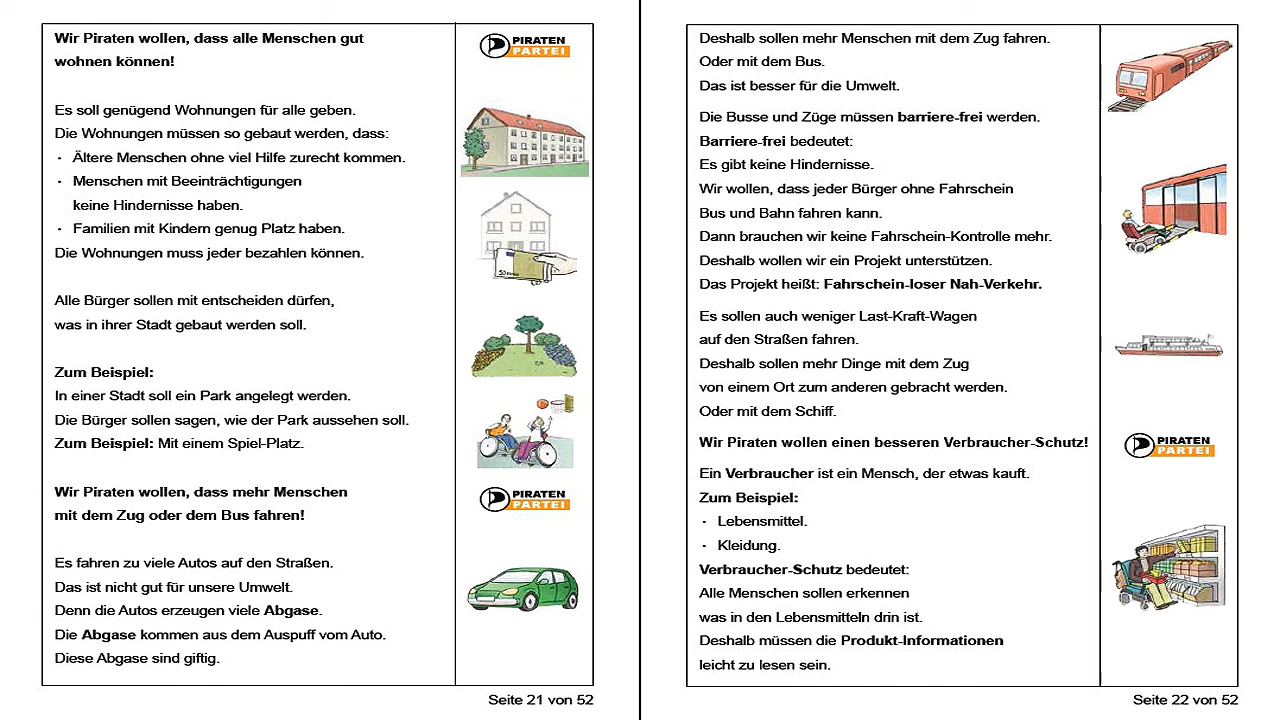 Wir Piraten wollen, dass alle Menschen gut
wohnen können!
PIRATEN
PARTEI
Es soll genügend Wohnungen für alle geben.
Die Wohnungen müssen so gebaut werden, dass:
· Ältere Menschen ohne viel Hilfe zurecht kommen.
· Menschen mit Beeinträchtigungen
keine Hindernisse haben.
· Familien mit Kindern genug Platz haben.
Die Wohnungen muss jeder bezahlen können.
50
Alle Bürger sollen mit entscheiden dürfen,
was in ihrer Stadt gebaut werden soll.
Zum Beispiel:
In einer Stadt soll ein Park angelegt werden.
Die Bürger sollen sagen, wie der Park aussehen soll.
Zum Beispiel: Mit einem Spiel-Platz.
Wir Piraten wollen, dass mehr Menschen
mit dem Zug oder dem Bus fahren!
PIRATEN
PARTEI
Es fahren zu viele Autos auf den Straßen.
Das ist nicht gut für unsere Umwelt.
Denn die Autos erzeugen viele Abgase.
Die Abgase kommen aus dem Auspuff vom Auto.
Diese Abgase sind giftig.
Seite 21 von 52
Deshalb sollen mehr Menschen mit dem Zug fahren.
Oder mit dem Bus.
Das ist besser für die Umwelt.
Die Busse und Züge müssen barriere-frei werden.
Barriere-frei bedeutet:
Es gibt keine Hindernisse.
Wir wollen, dass jeder Bürger ohne Fahrschein
Bus und Bahn fahren kann.
Dann brauchen wir keine Fahrschein-Kontrolle mehr.
Deshalb wollen wir ein Projekt unterstützen.
Das Projekt heißt: Fahrschein-loser Nah-Verkehr.
Es sollen auch weniger Last-Kraft-Wagen
auf den Straßen fahren.
Deshalb sollen mehr Dinge mit dem Zug
von einem Ort zum anderen gebracht werden.
Oder mit dem Schiff.
Wir Piraten wollen einen besseren Verbraucher-Schutz!
PIRATEN
PARTEI
Ein Verbraucher ist ein Mensch, der etwas kauft.
Zum Beispiel:
· Lebensmittel.
· Kleidung.
Verbraucher-Schutz bedeutet:
Alle Menschen sollen erkennen
was in den Lebensmitteln drin ist.
Deshalb müssen die Produkt-Informationen
leicht zu lesen sein.
Seite 22 von 52